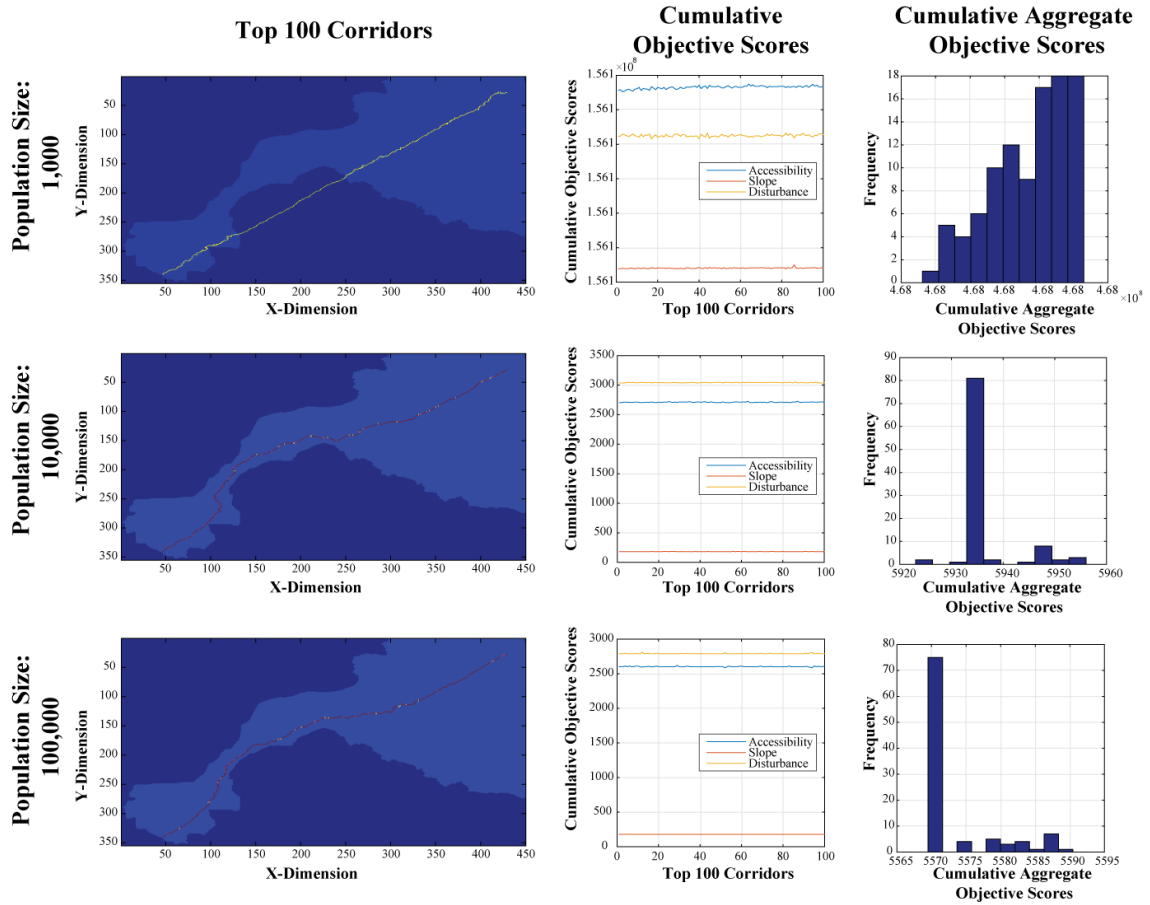 Top 100 Corridors
Cumulative
Objective Scores
Cumulative Aggregate
Objective Scores
Population Size:
1,000
Y-Dimension
50
100
150
200
250
300
350
50 100 150 200 250 300 350 400 450
X-Dimension
Cumulative Objective Scores
×10⁸
1.561
1.561
1.561
1.561
1.561
1.561
1.561
Accessibility
Slope
Disturbance
0 20 40 60 80 100
Top 100 Corridors
Frequency
18
16
14
12
10
8
6
4
2
0
4.68 4.68 4.68 4.68 4.68 4.68 4.68
×10⁸
Cumulative Aggregate
Objective Scores
Population Size:
10,000
Y-Dimension
50
100
150
200
250
300
350
50 100 150 200 250 300 350 400 450
X-Dimension
Cumulative Objective Scores
3500
3000
2500
2000
1500
1000
500
0
Accessibility
Slope
Disturbance
0 20 40 60 80 100
Top 100 Corridors
Frequency
90
80
70
60
50
40
30
20
10
0
5920 5930 5940 5950 5960
Cumulative Aggregate
Objective Scores
Population Size:
100,000
Y-Dimension
50
100
150
200
250
300
350
50 100 150 200 250 300 350 400 450
X-Dimension
Cumulative Objective Scores
3000
2500
2000
1500
1000
500
0
Accessibility
Slope
Disturbance
0 20 40 60 80 100
Top 100 Corridors
Frequency
80
70
60
50
40
30
20
10
0
5565 5570 5575 5580 5585 5590 5595
Cumulative Aggregate
Objective Scores